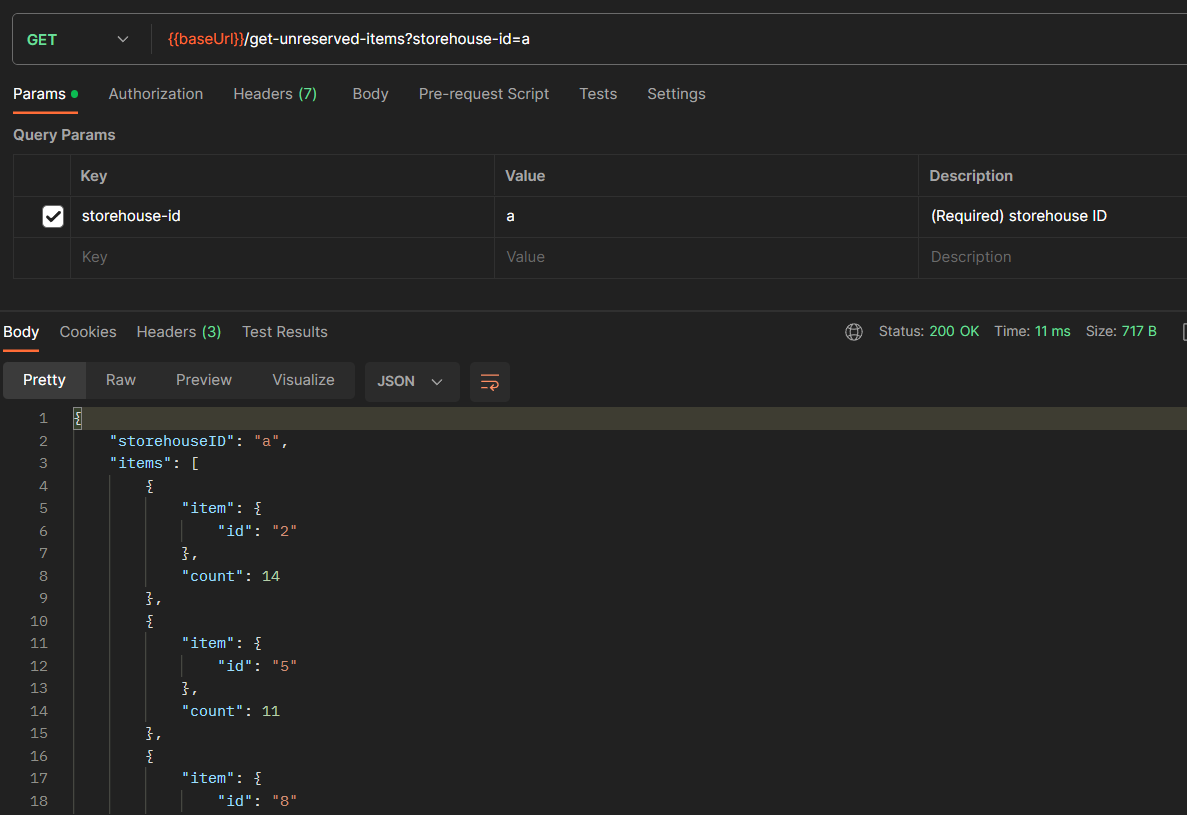 GET {{baseUrl}}/get-unreserved-items?storehouse-id=a
Params Authorization Headers (7) Body Pre-request Script Tests Settings
Query Params
Key Value Description
storehouse-id a (Required) storehouse ID
Key Value Description
Body Cookies Headers (3) Test Results Status: 200 OK Time: 11 ms Size: 717 B
Pretty Raw Preview Visualize JSON
1 {
2 "storehouseID": "a",
3 "items": [
4 {
5 "item": {
6 "id": "2"
7 },
8 "count": 14
9 },
10 {
11 "item": {
12 "id": "5"
13 },
14 "count": 11
15 },
16 {
17 "item": {
18 "id": "8"